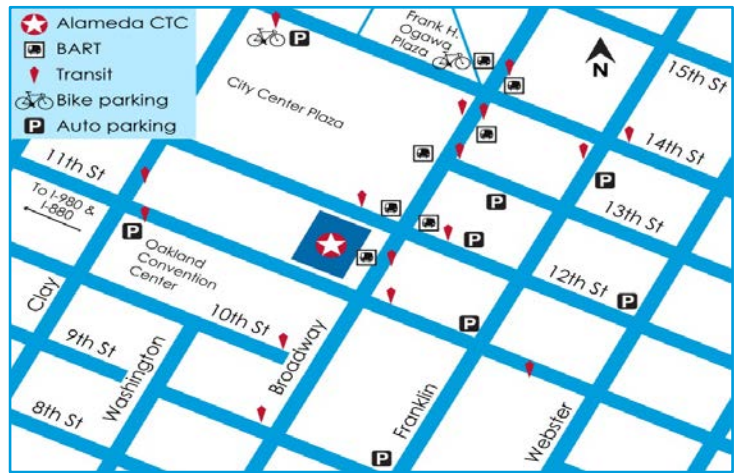 Alameda CTC
BART
Transit
Bike parking
P Auto parking
Frank H.
Ogawa
Plaza
P
N
15th St
City Center Plaza
14th St
11th St
P
13th St
To I-980 &
I-880
P
P
P
Oakland
Convention
Center
12th St
P
Clay
10th St
P
9th St
Washington
Broadway
Franklin
Webster
8th St
P